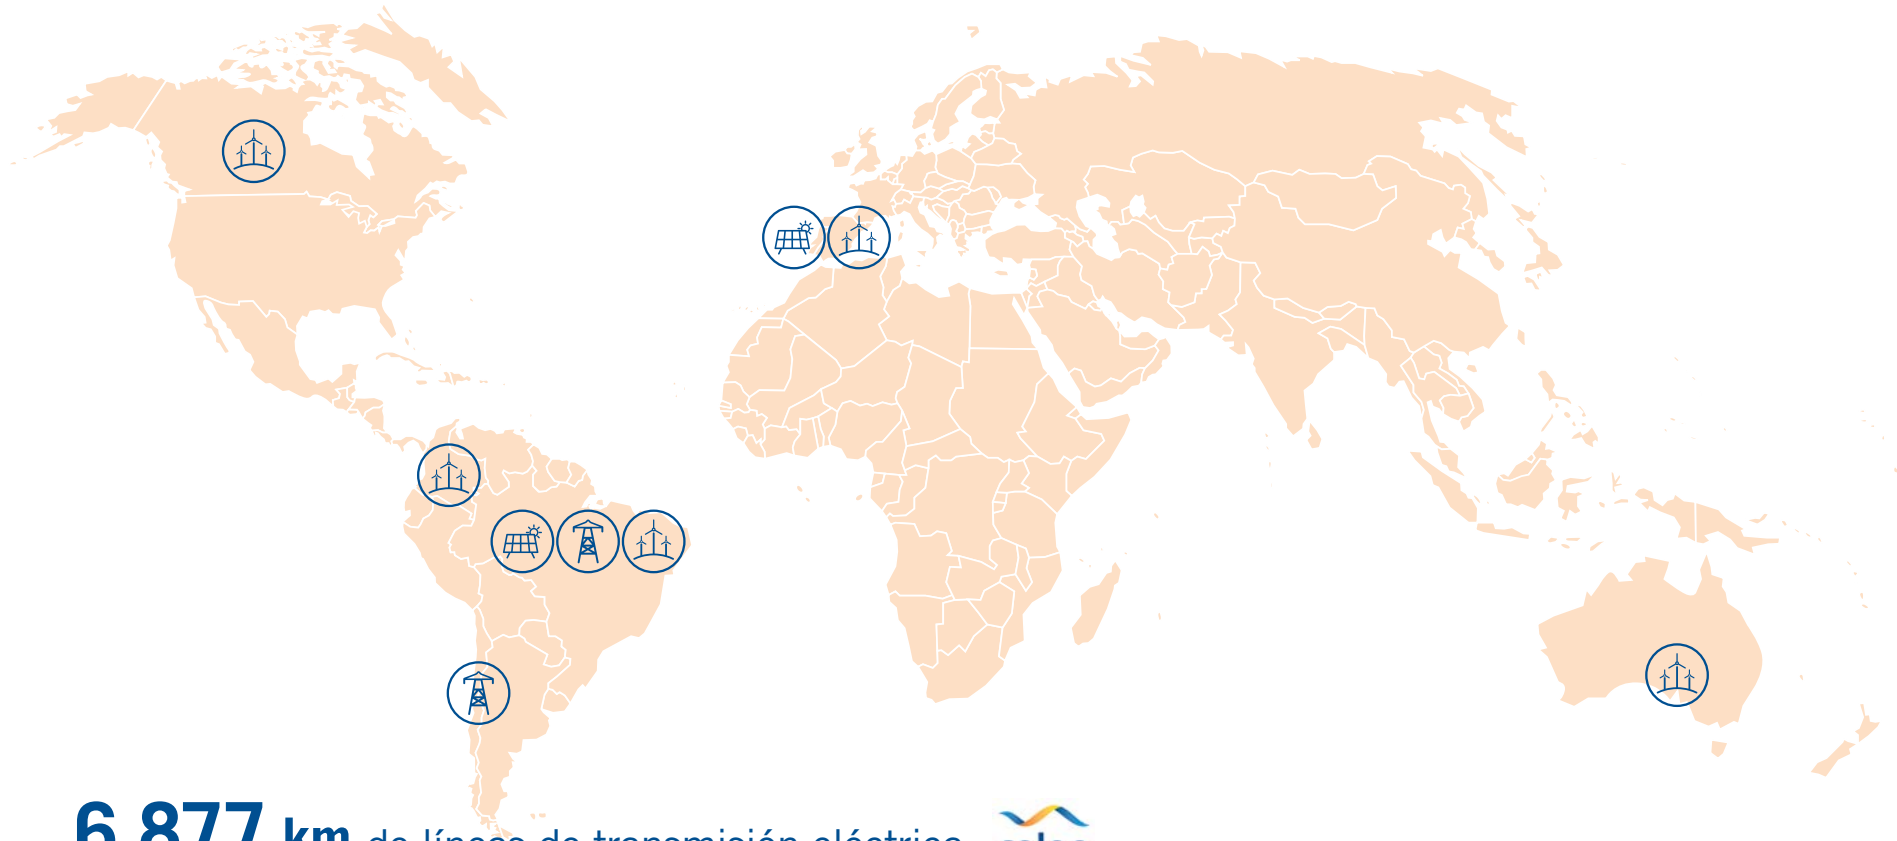 6.877 km de líneas de transmisión eléctrica